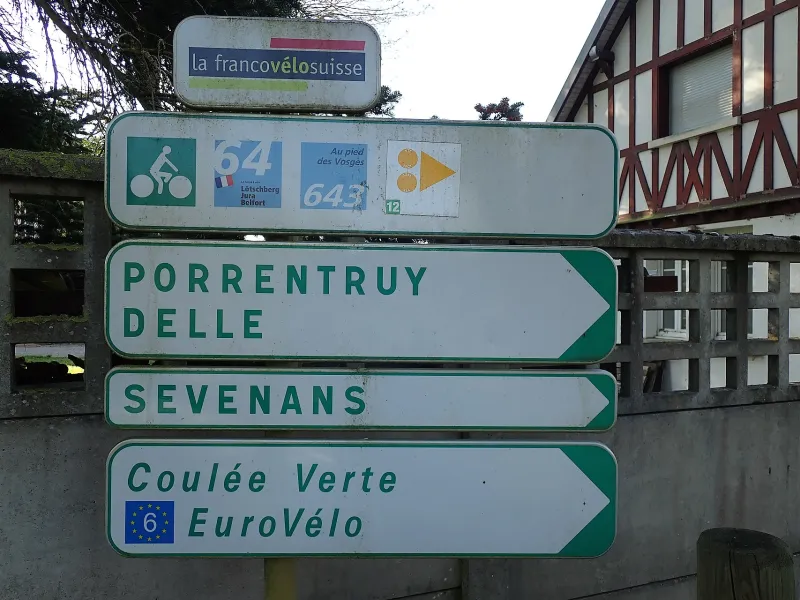 la francovélosuisse
64
Lötschberg
Jura
Belfort
Au pied
des Vosges
643
12
PORRENTRUY
DELLE
SEVENANS
Coulée Verte
6 EuroVélo